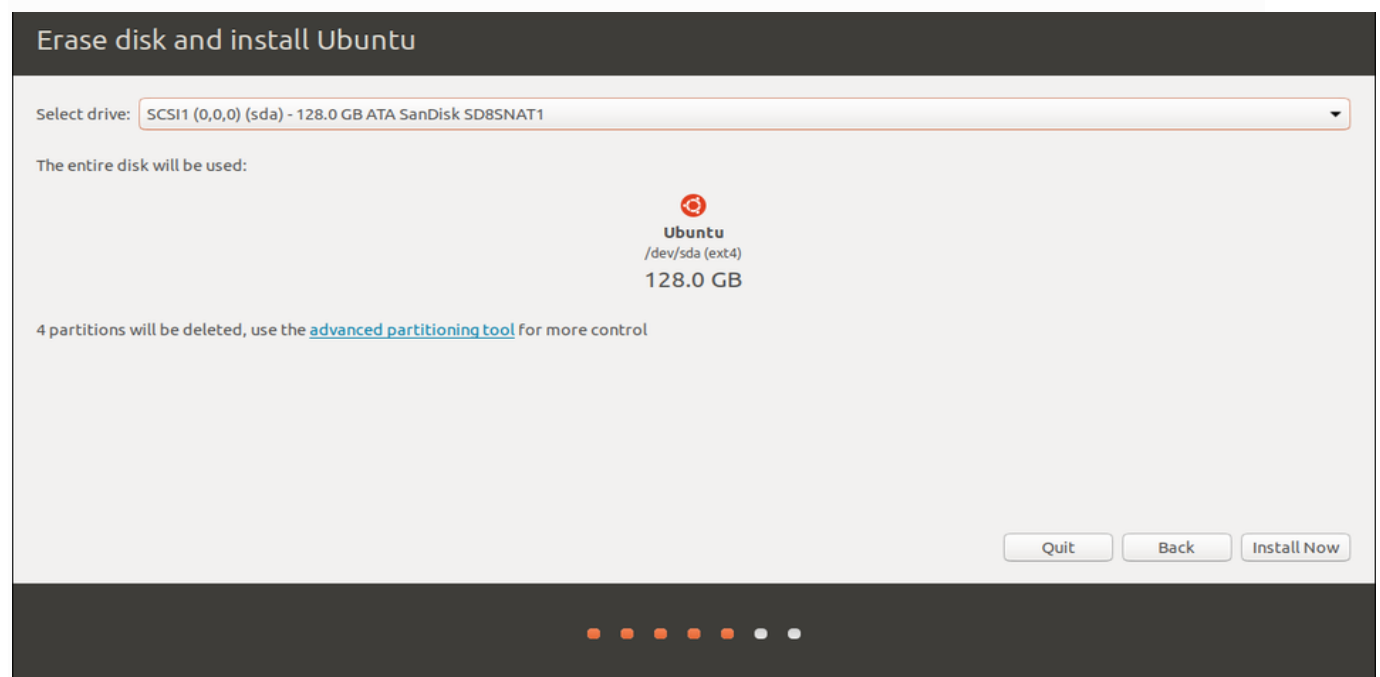 Erase disk and install Ubuntu
Select drive: SCSI1 (0,0,0) (sda) - 128.0 GB ATA SanDisk SD8SNAT1
The entire disk will be used:
Ubuntu
/dev/sda (ext4)
128.0 GB
4 partitions will be deleted, use the advanced partitioning tool for more control
Quit Back Install Now